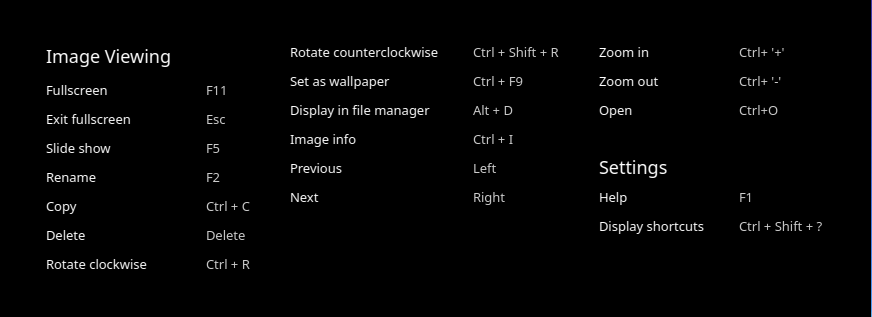 Image Viewing
Fullscreen F11
Exit fullscreen Esc
Slide show F5
Rename F2
Copy Ctrl + C
Delete Delete
Rotate clockwise Ctrl + R
Rotate counterclockwise Ctrl + Shift + R
Set as wallpaper Ctrl + F9
Display in file manager Alt + D
Image info Ctrl + I
Previous Left
Next Right
Zoom in Ctrl+ '+'
Zoom out Ctrl+ '-'
Open Ctrl+O
Settings
Help F1
Display shortcuts Ctrl + Shift + ?